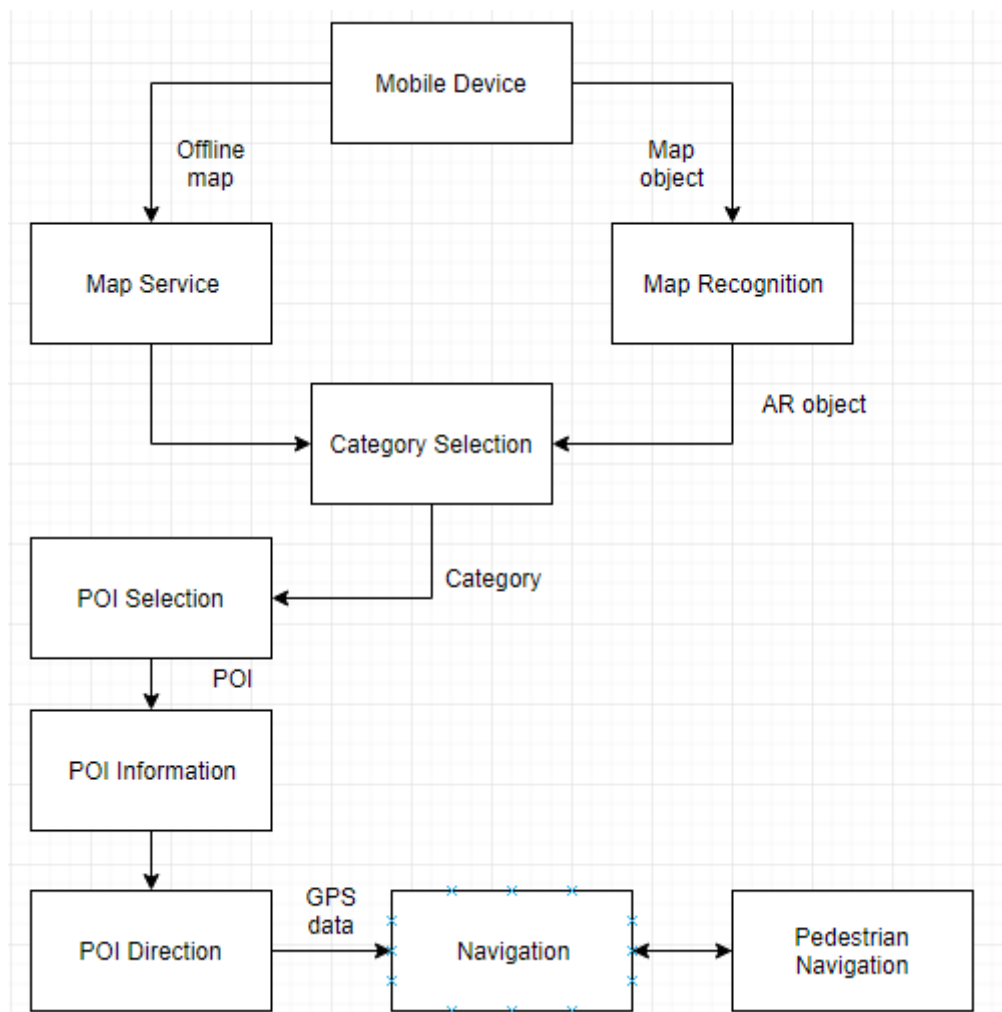 Mobile Device
Offline
map
Map
object
Map Service
Map Recognition
AR object
Category Selection
Category
POI Selection
POI
POI Information
GPS
data
POI Direction
Navigation
Pedestrian
Navigation